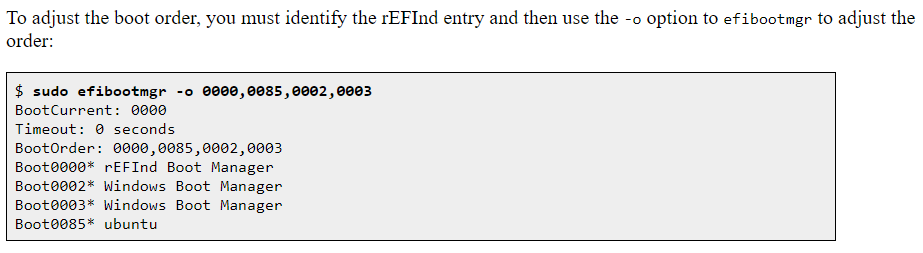 To adjust the boot order, you must identify the rEFInd entry and then use the -o option to efibootmgr to adjust the
order:
$ sudo efibootmgr -o 0000,0085,0002,0003
BootCurrent: 0000
Timeout: 0 seconds
BootOrder: 0000,0085,0002,0003
Boot0000* rEFInd Boot Manager
Boot0002* Windows Boot Manager
Boot0003* Windows Boot Manager
Boot0085* ubuntu